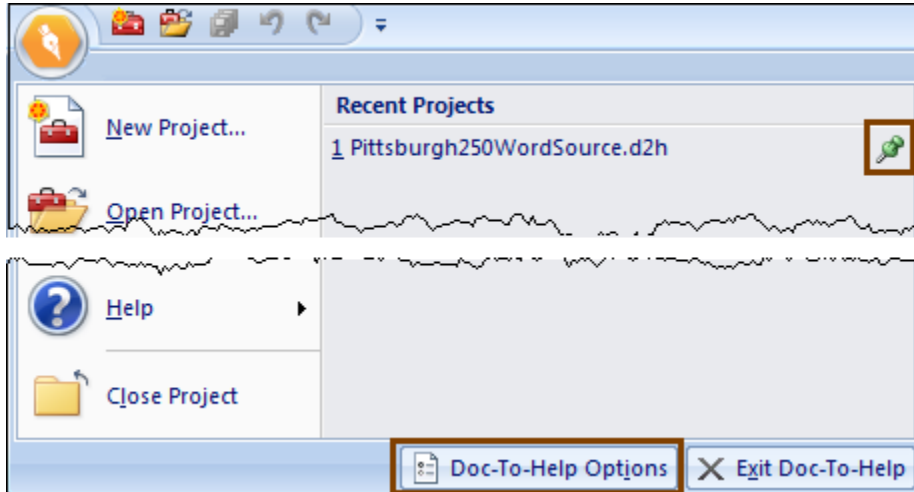 Recent Projects
New Project...
1 Pittsburgh250WordSource.d2h
Open Project...
Help
Close Project
Doc-To-Help Options
Exit Doc-To-Help